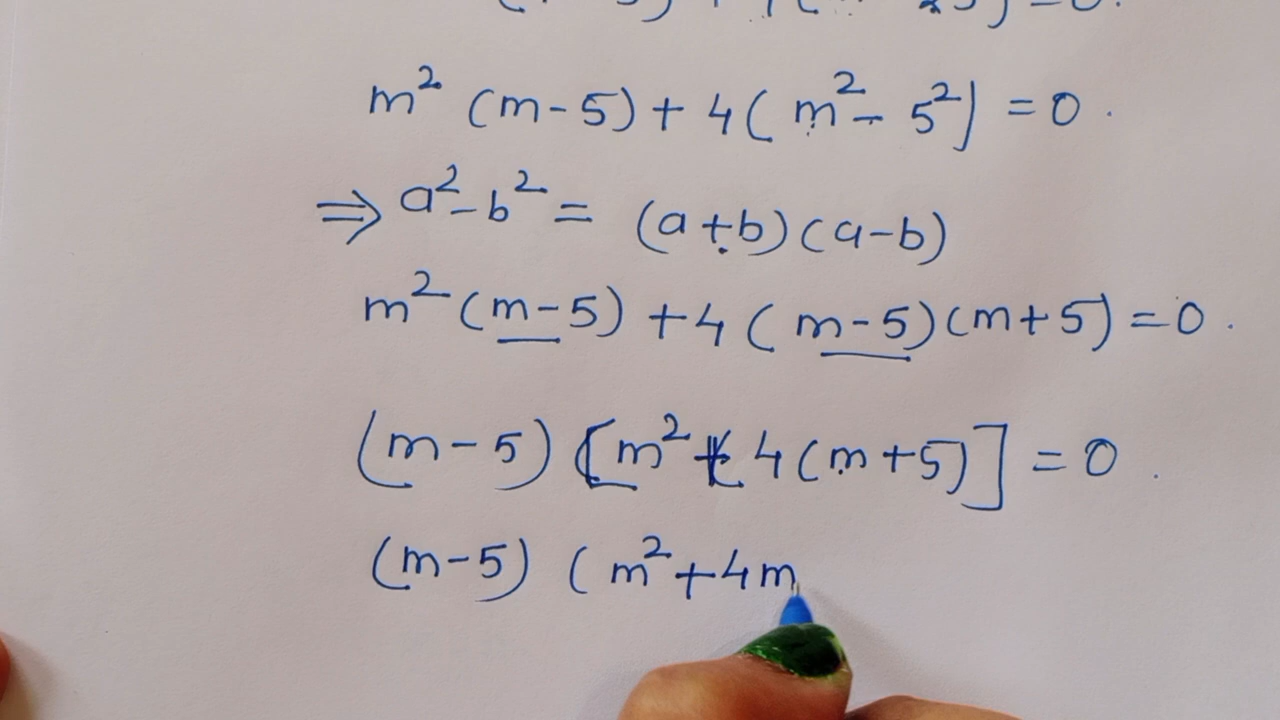 m² (m-5) + 4( m² - 5²) = 0.
⇒ a² - b² = (a+b)(a-b)
m² (m-5) + 4 (m-5)(m+5) = 0.
(m-5) [m² + 4(m+5)] = 0.
(m-5) (m² + 4m